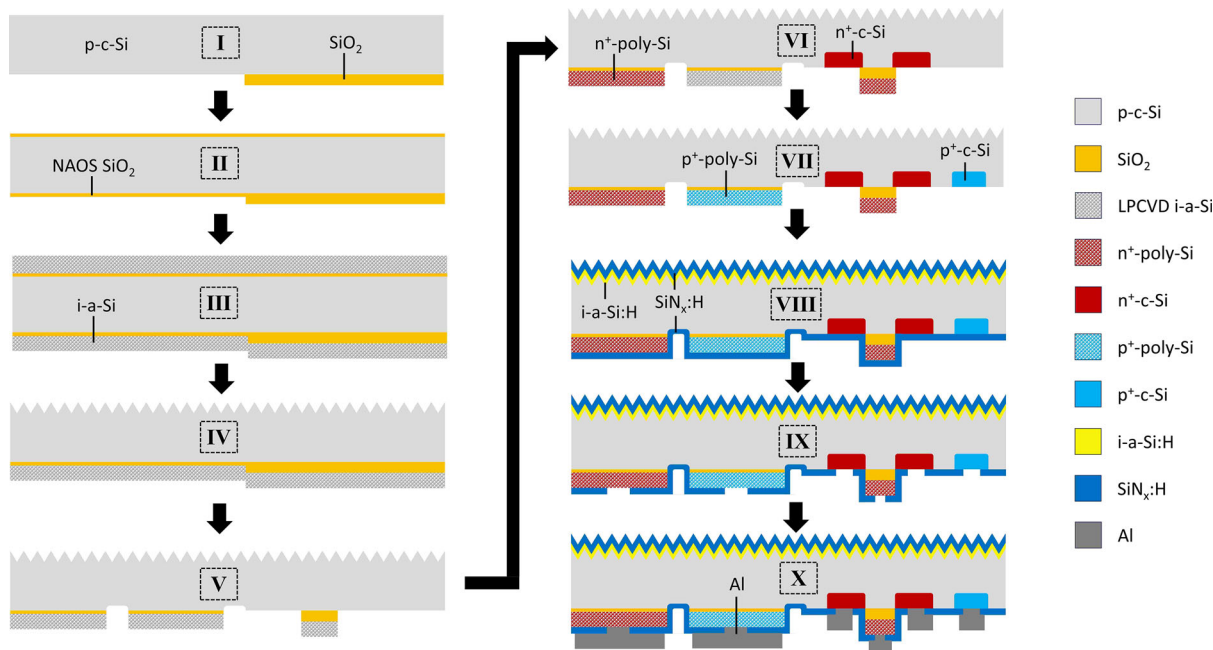 p-c-Si
I
SiO₂
II
NAOS SiO₂
III
i-a-Si
IV
V
n⁺-poly-Si
VI
n⁺-c-Si
p⁺-poly-Si
VII
p⁺-c-Si
i-a-Si:H
SiNₓ:H
VIII
IX
Al
X
p-c-Si
SiO₂
LPCVD i-a-Si
n⁺-poly-Si
n⁺-c-Si
p⁺-poly-Si
p⁺-c-Si
i-a-Si:H
SiNₓ:H
Al